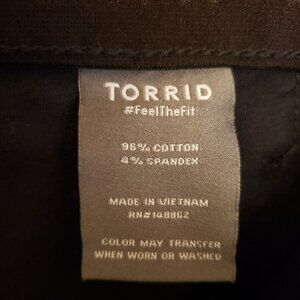 TORRID
#FeelTheFit
96% COTTON
4% SPANDEX
MADE IN VIETNAM
RN#148862
COLOR MAY TRANSFER
WHEN WORN OR WASHED